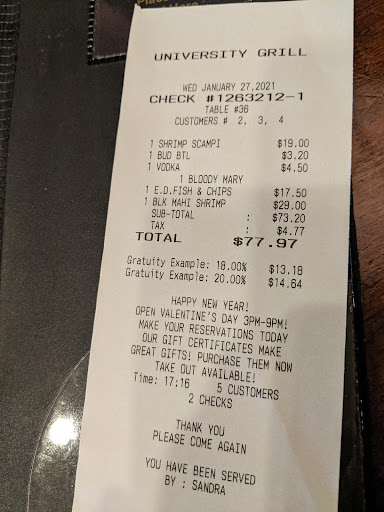 UNIVERSITY GRILL
WED JANUARY 27,2021
CHECK #1263212-1
TABLE #36
CUSTOMERS # 2, 3, 4
1 SHRIMP SCAMPI $19.00
1 BUD BTL $3.20
1 VODKA $4.50
1 BLOODY MARY
1 E.D.FISH & CHIPS $17.50
1 BLK MAHI SHRIMP $29.00
SUB-TOTAL : $73.20
TAX : $4.77
TOTAL $77.97
Gratuity Example: 18.00% $13.18
Gratuity Example: 20.00% $14.64
HAPPY NEW YEAR!
OPEN VALENTINE'S DAY 3PM-9PM!
MAKE YOUR RESERVATIONS TODAY
OUR GIFT CERTIFICATES MAKE
GREAT GIFTS! PURCHASE THEM NOW
TAKE OUT AVAILABLE!
Time: 17:16 5 CUSTOMERS
2 CHECKS
THANK YOU
PLEASE COME AGAIN
YOU HAVE BEEN SERVED
BY : SANDRA